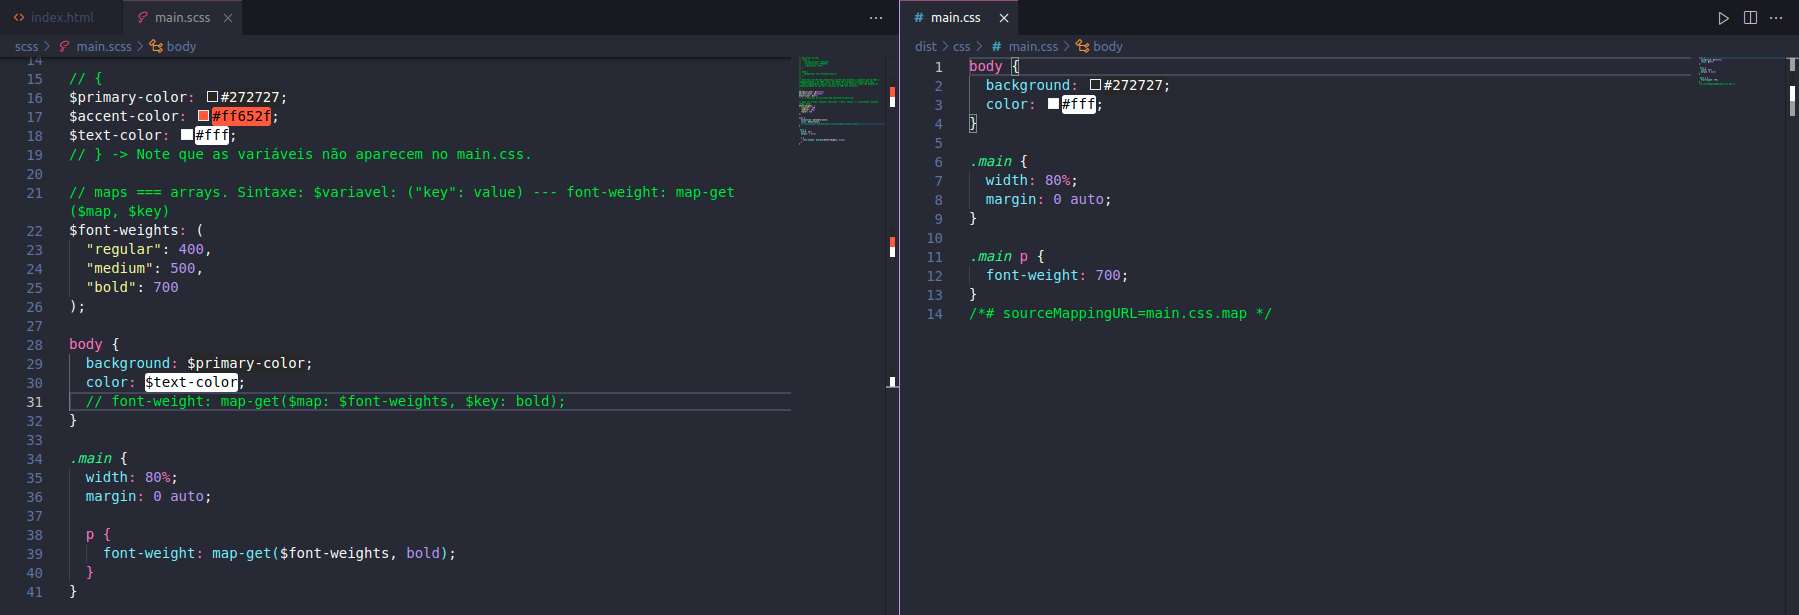 index.html
main.scss
scss > main.scss > body
14
15 // {
16 $primary-color: #272727;
17 $accent-color: #ff652f;
18 $text-color: #fff;
19 // } -> Note que as variáveis não aparecem no main.css.
20
21 // maps === arrays. Sintaxe: $variavel: ("key": value) --- font-weight: map-get
($map, $key)
22 $font-weights: (
23 "regular": 400,
24 "medium": 500,
25 "bold": 700
26 );
27
28 body {
29 background: $primary-color;
30 color: $text-color;
31 // font-weight: map-get($map: $font-weights, $key: bold);
32 }
33
34 .main {
35 width: 80%;
36 margin: 0 auto;
37
38 p {
39 font-weight: map-get($font-weights, bold);
40 }
41 }
main.css
dist > css > main.css > body
1 body {
2 background: #272727;
3 color: #fff;
4 }
5
6 .main {
7 width: 80%;
8 margin: 0 auto;
9 }
10
11 .main p {
12 font-weight: 700;
13 }
14 /*# sourceMappingURL=main.css.map */